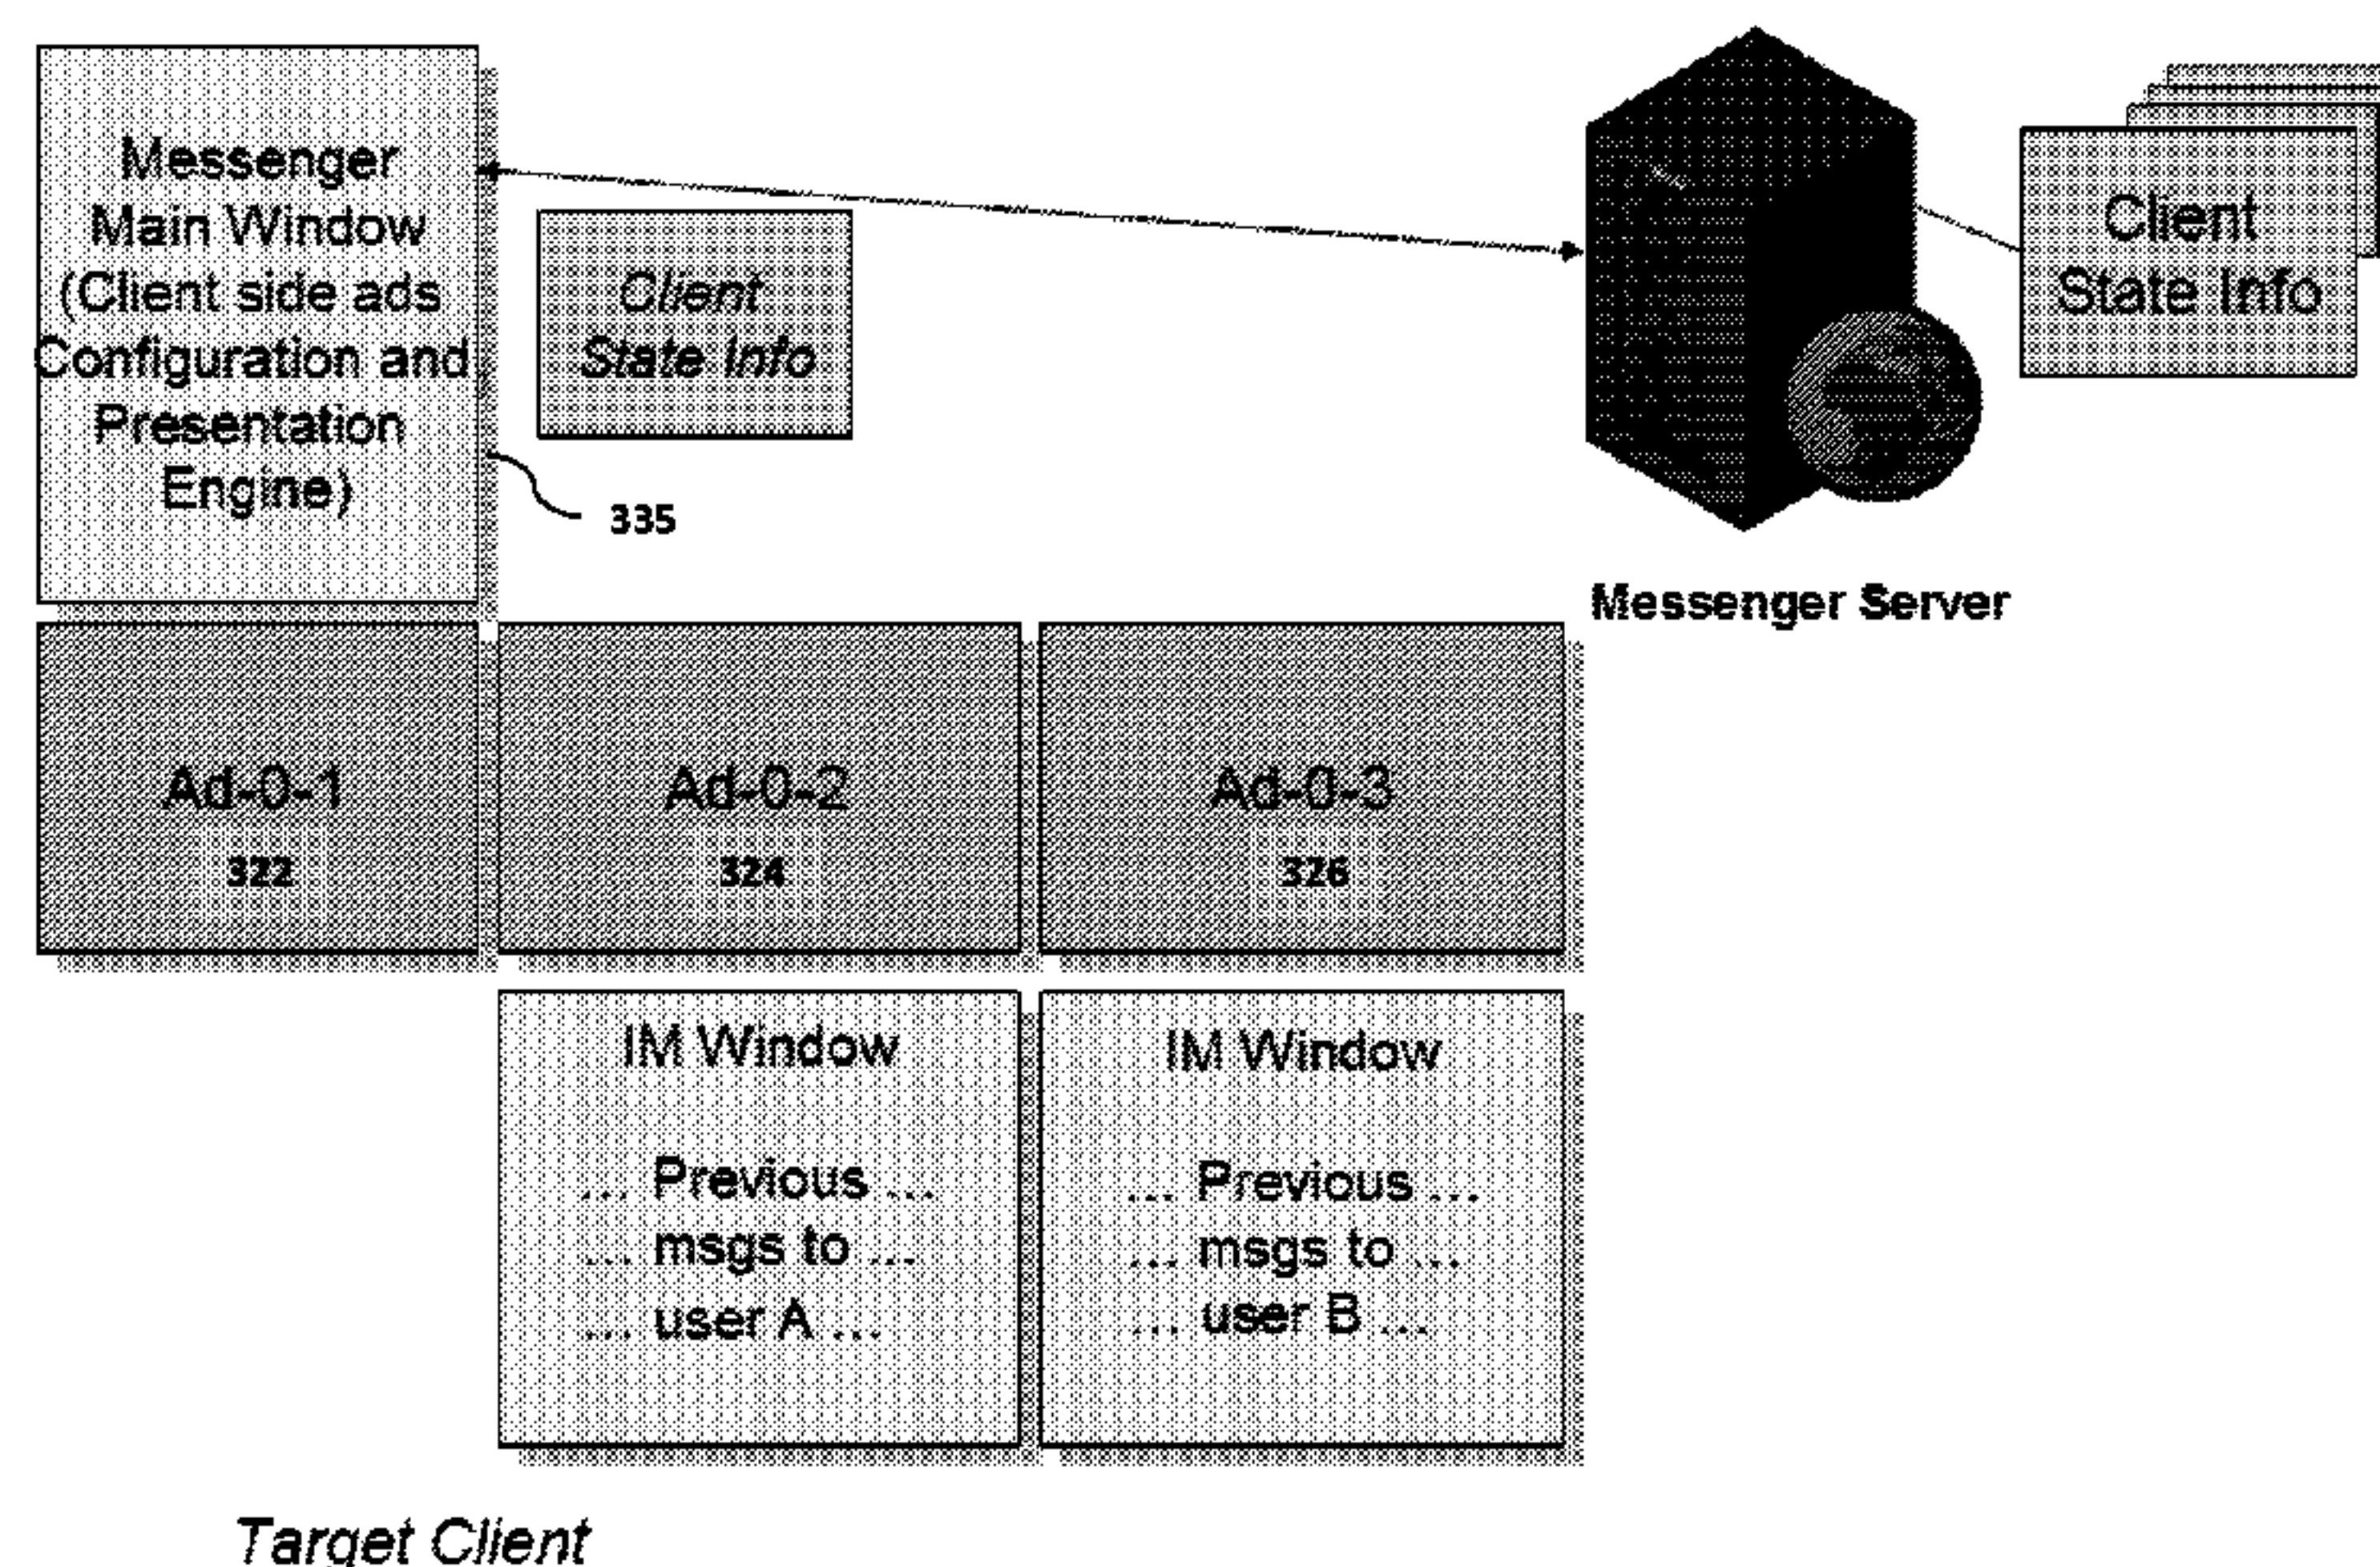 Messenger
Main Window
(Client side ads
Configuration and
Presentation
Engine)
Client
State Info
335
Messenger Server
Client
State Info
Ad-0-1
322
Ad-0-2
324
Ad-0-3
326
IM Window
... Previous ...
... msgs to ...
... user A ...
IM Window
... Previous ...
... msgs to ...
... user B ...
Target Client